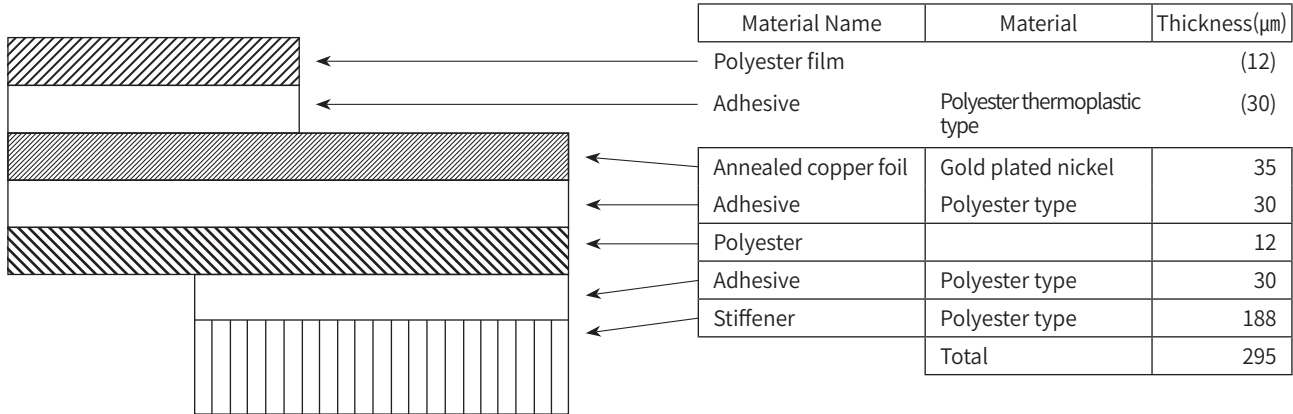 Material Name Material Thickness(μm)
Polyester film (12)
Adhesive Polyester thermoplastic (30)
type
Annealed copper foil Gold plated nickel 35
Adhesive Polyester type 30
Polyester 12
Adhesive Polyester type 30
Stiffener Polyester type 188
Total 295